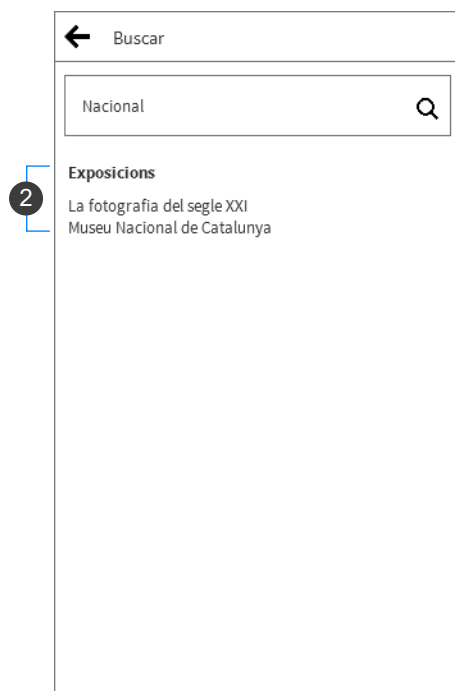 Buscar
Nacional
Exposicions
2
La fotografia del segle XXI
Museu Nacional de Catalunya